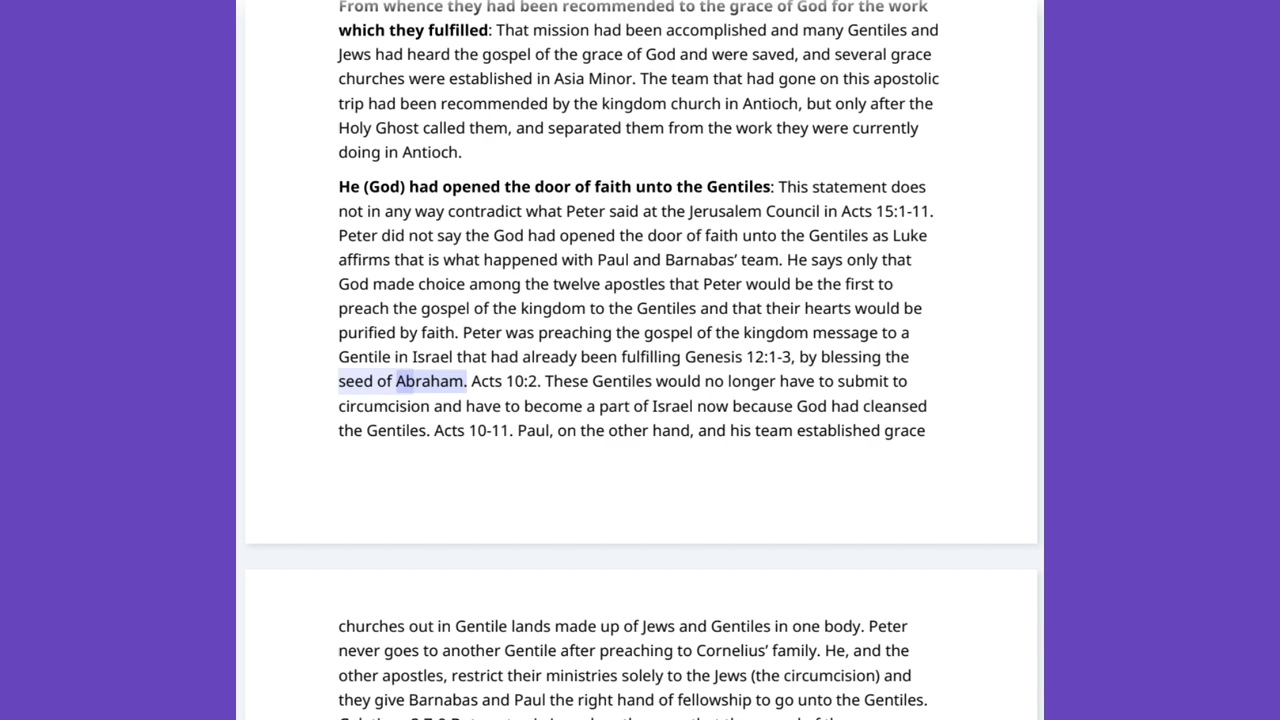 From whence they had been recommended to the grace of God for the work
which they fulfilled: That mission had been accomplished and many Gentiles and
Jews had heard the gospel of the grace of God and were saved, and several grace
churches were established in Asia Minor. The team that had gone on this apostolic
trip had been recommended by the kingdom church in Antioch, but only after the
Holy Ghost called them, and separated them from the work they were currently
doing in Antioch.
He (God) had opened the door of faith unto the Gentiles: This statement does
not in any way contradict what Peter said at the Jerusalem Council in Acts 15:1-11.
Peter did not say the God had opened the door of faith unto the Gentiles as Luke
affirms that is what happened with Paul and Barnabas’ team. He says only that
God made choice among the twelve apostles that Peter would be the first to
preach the gospel of the kingdom to the Gentiles and that their hearts would be
purified by faith. Peter was preaching the gospel of the kingdom message to a
Gentile in Israel that had already been fulfilling Genesis 12:1-3, by blessing the
seed of Abraham. Acts 10:2. These Gentiles would no longer have to submit to
circumcision and have to become a part of Israel now because God had cleansed
the Gentiles. Acts 10-11. Paul, on the other hand, and his team established grace
churches out in Gentile lands made up of Jews and Gentiles in one body. Peter
never goes to another Gentile after preaching to Cornelius’ family. He, and the
other apostles, restrict their ministries solely to the Jews (the circumcision) and
they give Barnabas and Paul the right hand of fellowship to go unto the Gentiles.